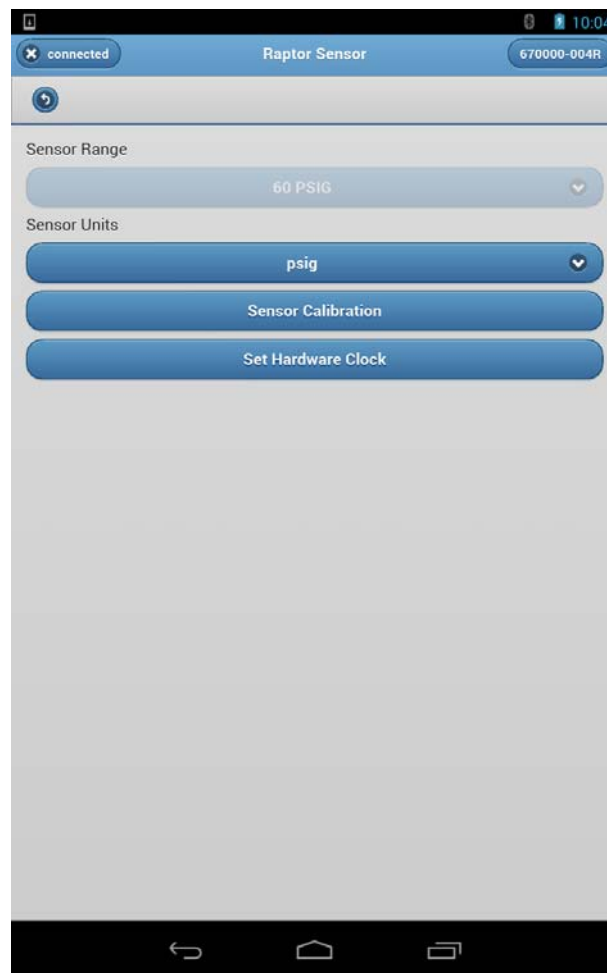 10:04
connected Raptor Sensor 670000-004R
Sensor Range
60 PSIG
Sensor Units
psig
Sensor Calibration
Set Hardware Clock